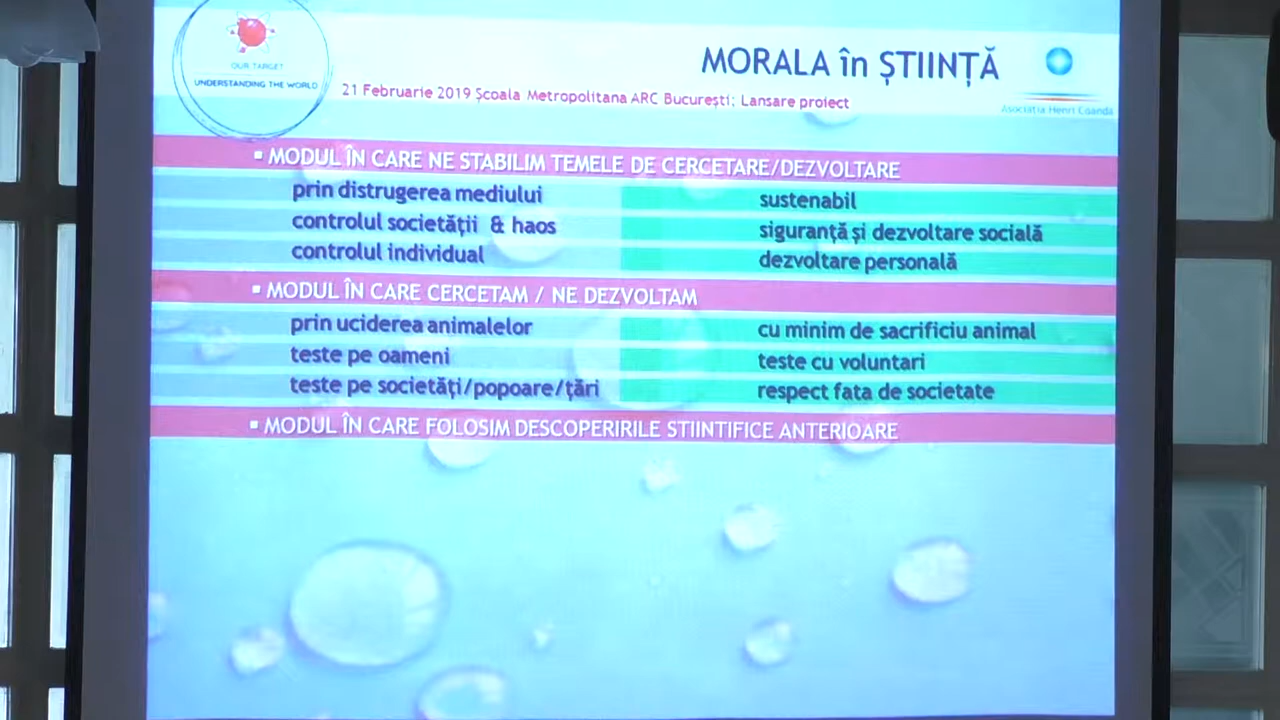 OUR TARGET
UNDERSTANDING THE WORLD
MORALA în ȘTIINȚĂ
21 Februarie 2019 Școala Metropolitana ARC București; Lansare proiect
Asociatia Henri Coanda
▪ MODUL ÎN CARE NE STABILIM TEMELE DE CERCETARE/DEZVOLTARE
prin distrugerea mediului sustenabil
controlul societății & haos siguranță și dezvoltare socială
controlul individual dezvoltare personală
▪ MODUL ÎN CARE CERCETAM / NE DEZVOLTAM
prin uciderea animalelor cu minim de sacrificiu animal
teste pe oameni teste cu voluntari
teste pe societăți/popoare/țări respect fata de societate
▪ MODUL ÎN CARE FOLOSIM DESCOPERIRILE STIINTIFICE ANTERIOARE